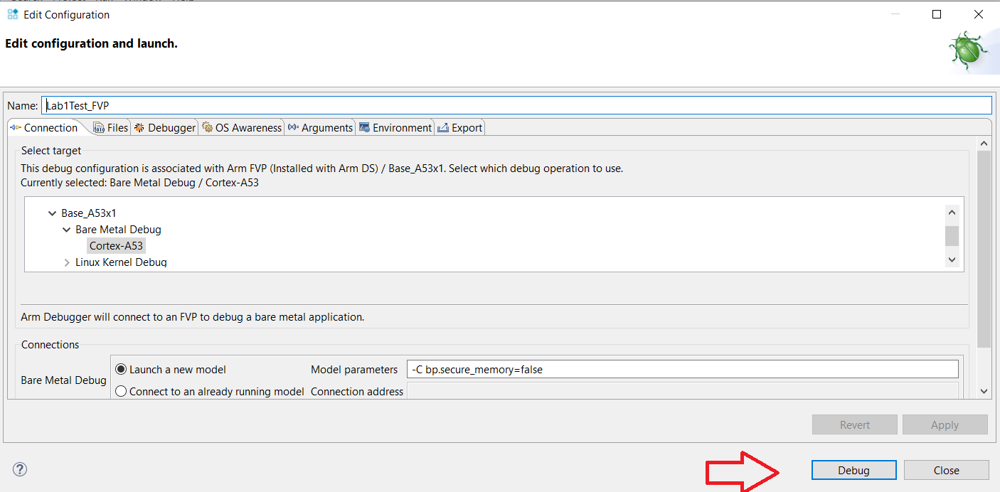 Edit Configuration
Edit configuration and launch.
Name: Lab1Test_FVP
Connection Files Debugger OS Awareness (x)= Arguments Environment Export
Select target
This debug configuration is associated with Arm FVP (Installed with Arm DS) / Base_A53x1. Select which debug operation to use.
Currently selected: Bare Metal Debug / Cortex-A53
Base_A53x1
Bare Metal Debug
Cortex-A53
Linux Kernel Debug
Arm Debugger will connect to an FVP to debug a bare metal application.
Connections
Bare Metal Debug
Launch a new model Model parameters -C bp.secure_memory=false
Connect to an already running model Connection address
Revert Apply
? Debug Close